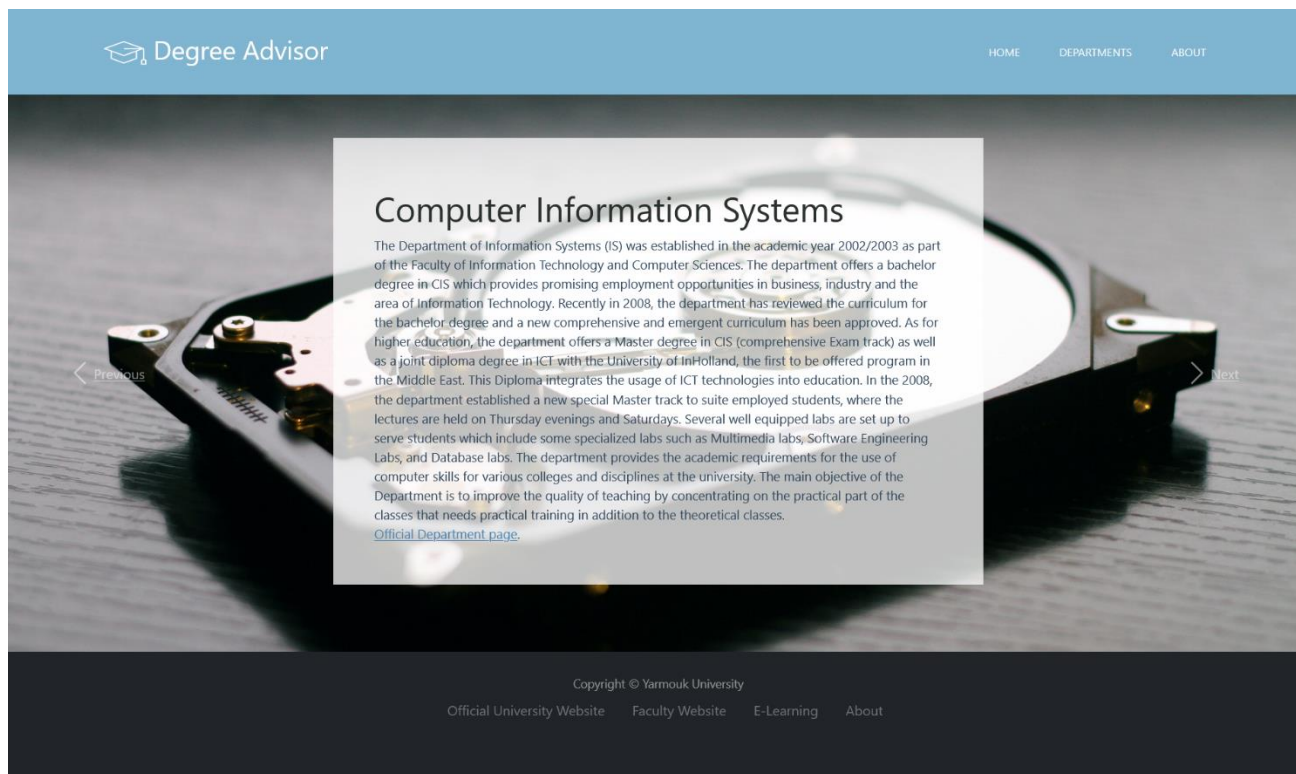 Degree Advisor
HOME DEPARTMENTS ABOUT
Computer Information Systems
The Department of Information Systems (IS) was established in the academic year 2002/2003 as part
of the Faculty of Information Technology and Computer Sciences. The department offers a bachelor
degree in CIS which provides promising employment opportunities in business, industry and the
area of Information Technology. Recently in 2008, the department has reviewed the curriculum for
the bachelor degree and a new comprehensive and emergent curriculum has been approved. As for
higher education, the department offers a Master degree in CIS (comprehensive Exam track) as well
as a joint diploma degree in ICT with the University of InHolland, the first to be offered program in
the Middle East. This Diploma integrates the usage of ICT technologies into education. In the 2008,
the department established a new special Master track to suite employed students, where the
lectures are held on Thursday evenings and Saturdays. Several well equipped labs are set up to
serve students which include some specialized labs such as Multimedia labs, Software Engineering
Labs, and Database labs. The department provides the academic requirements for the use of
computer skills for various colleges and disciplines at the university. The main objective of the
Department is to improve the quality of teaching by concentrating on the practical part of the
classes that needs practical training in addition to the theoretical classes.
Official Department page.
Previous
Next
Copyright © Yarmouk University
Official University Website Faculty Website E-Learning About